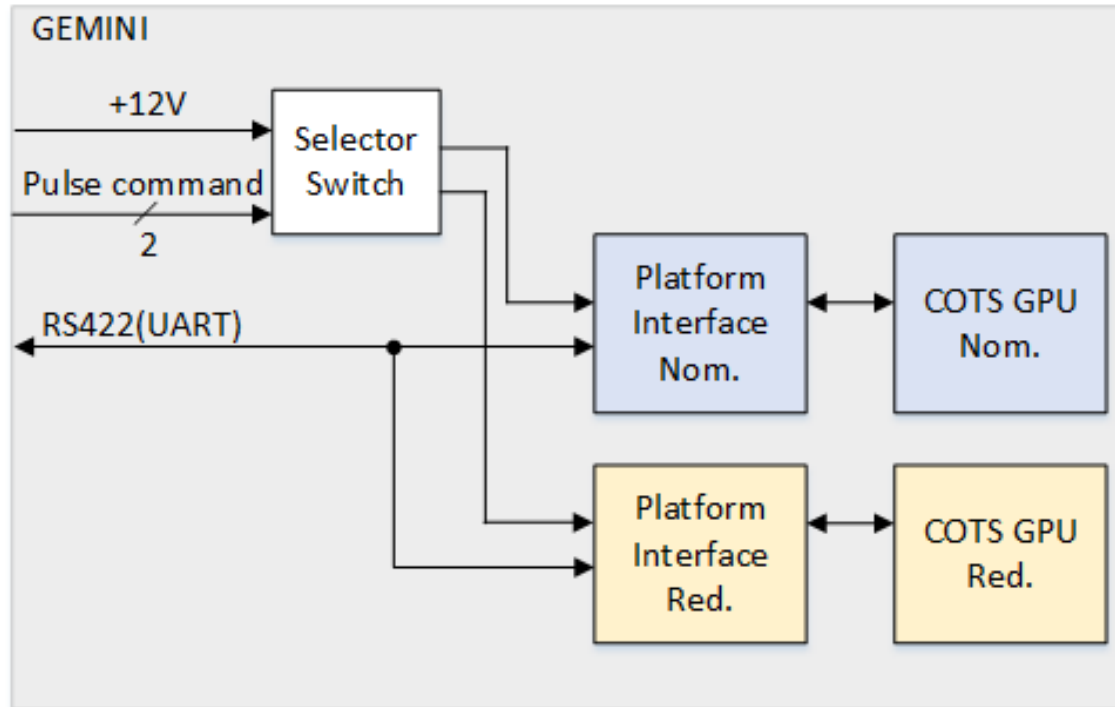 GEMINI
+12V
Selector
Switch
Pulse command
2
RS422(UART)
Platform
Interface
Nom.
COTS GPU
Nom.
Platform
Interface
Red.
COTS GPU
Red.